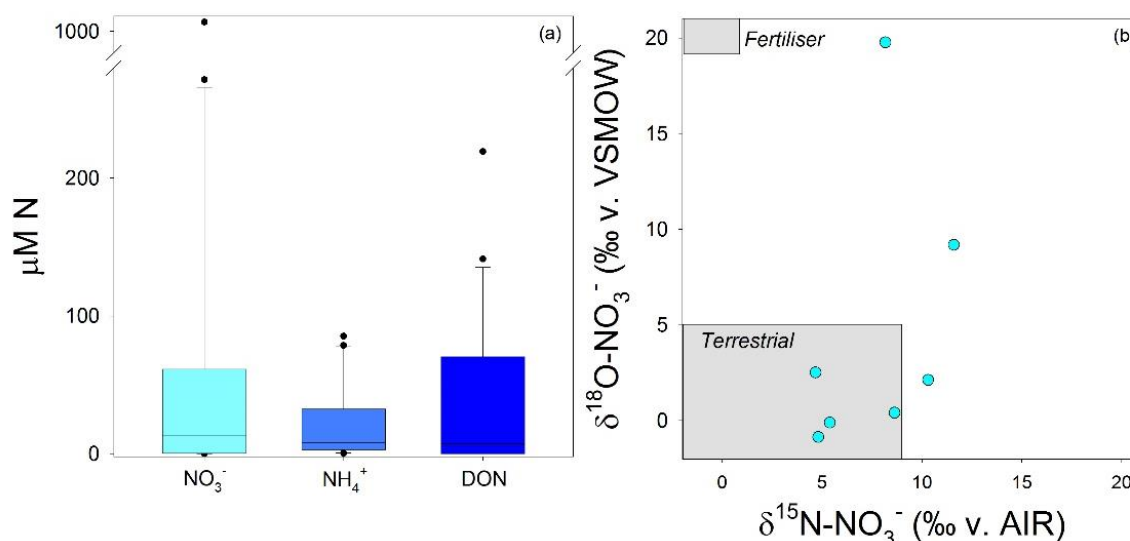 (a)
1000
200
100
0
μM N
NO₃⁻
NH₄⁺
DON
(b
Fertiliser
Terrestrial
20
15
10
5
0
δ¹⁸O-NO₃⁻ (‰ v. VSMOW)
0
5
10
15
20
δ¹⁵N-NO₃⁻ (‰ v. AIR)